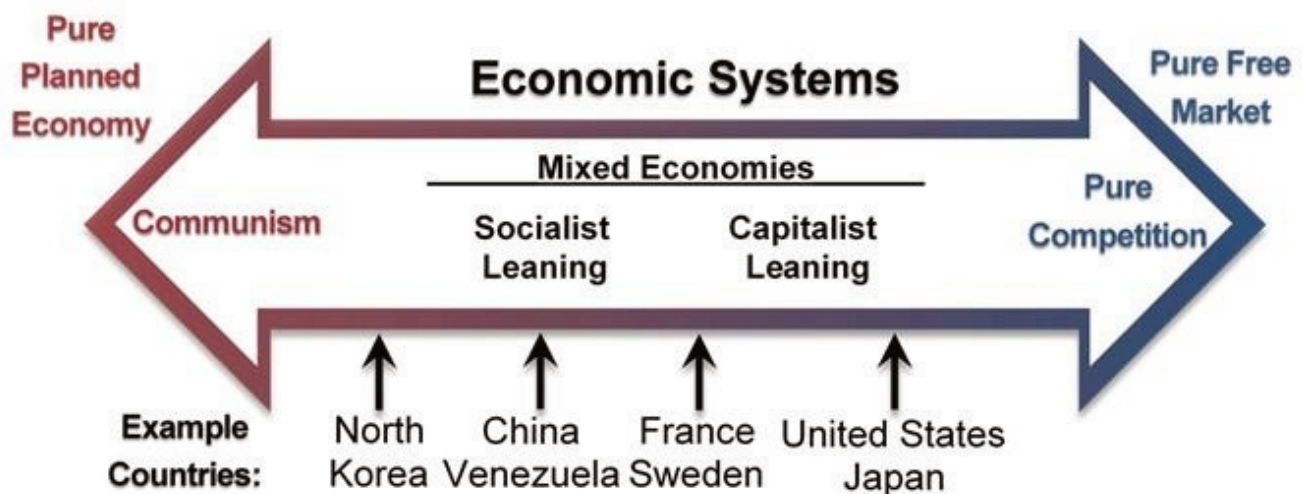 Pure
Planned
Economy
Economic Systems
Pure Free
Market
Mixed Economies
Communism
Socialist
Leaning
Capitalist
Leaning
Pure
Competition
Example
Countries:
North
Korea
China
Venezuela
France
Sweden
United States
Japan